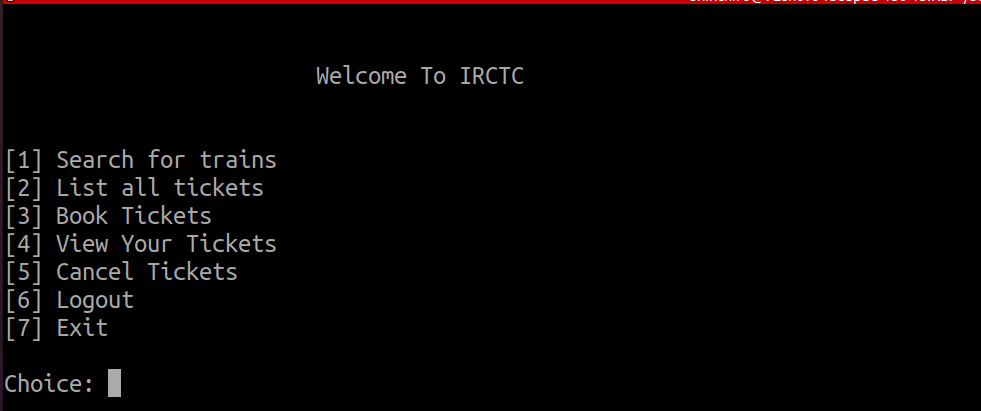 Welcome To IRCTC
[1] Search for trains
[2] List all tickets
[3] Book Tickets
[4] View Your Tickets
[5] Cancel Tickets
[6] Logout
[7] Exit
Choice: